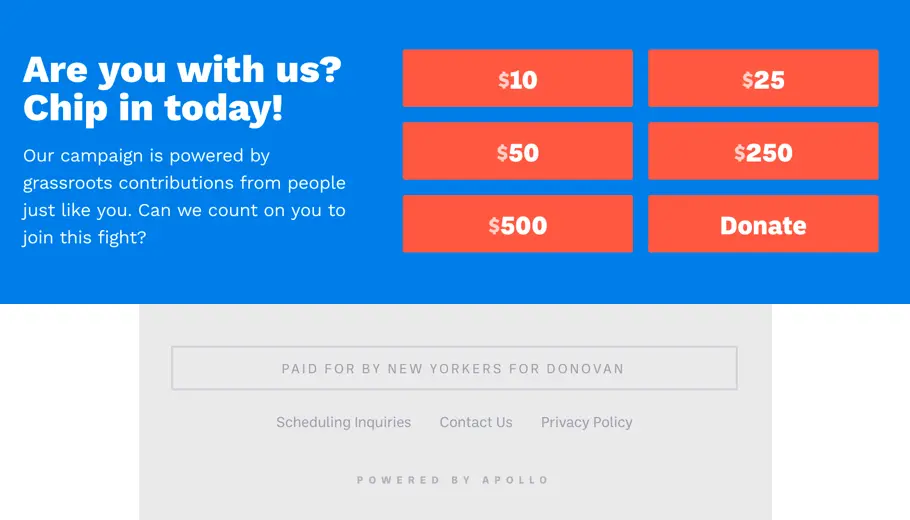 Are you with us?
Chip in today!
Our campaign is powered by
grassroots contributions from people
just like you. Can we count on you to
join this fight?
$10
$25
$50
$250
$500
Donate
PAID FOR BY NEW YORKERS FOR DONOVAN
Scheduling Inquiries Contact Us Privacy Policy
POWERED BY APOLLO